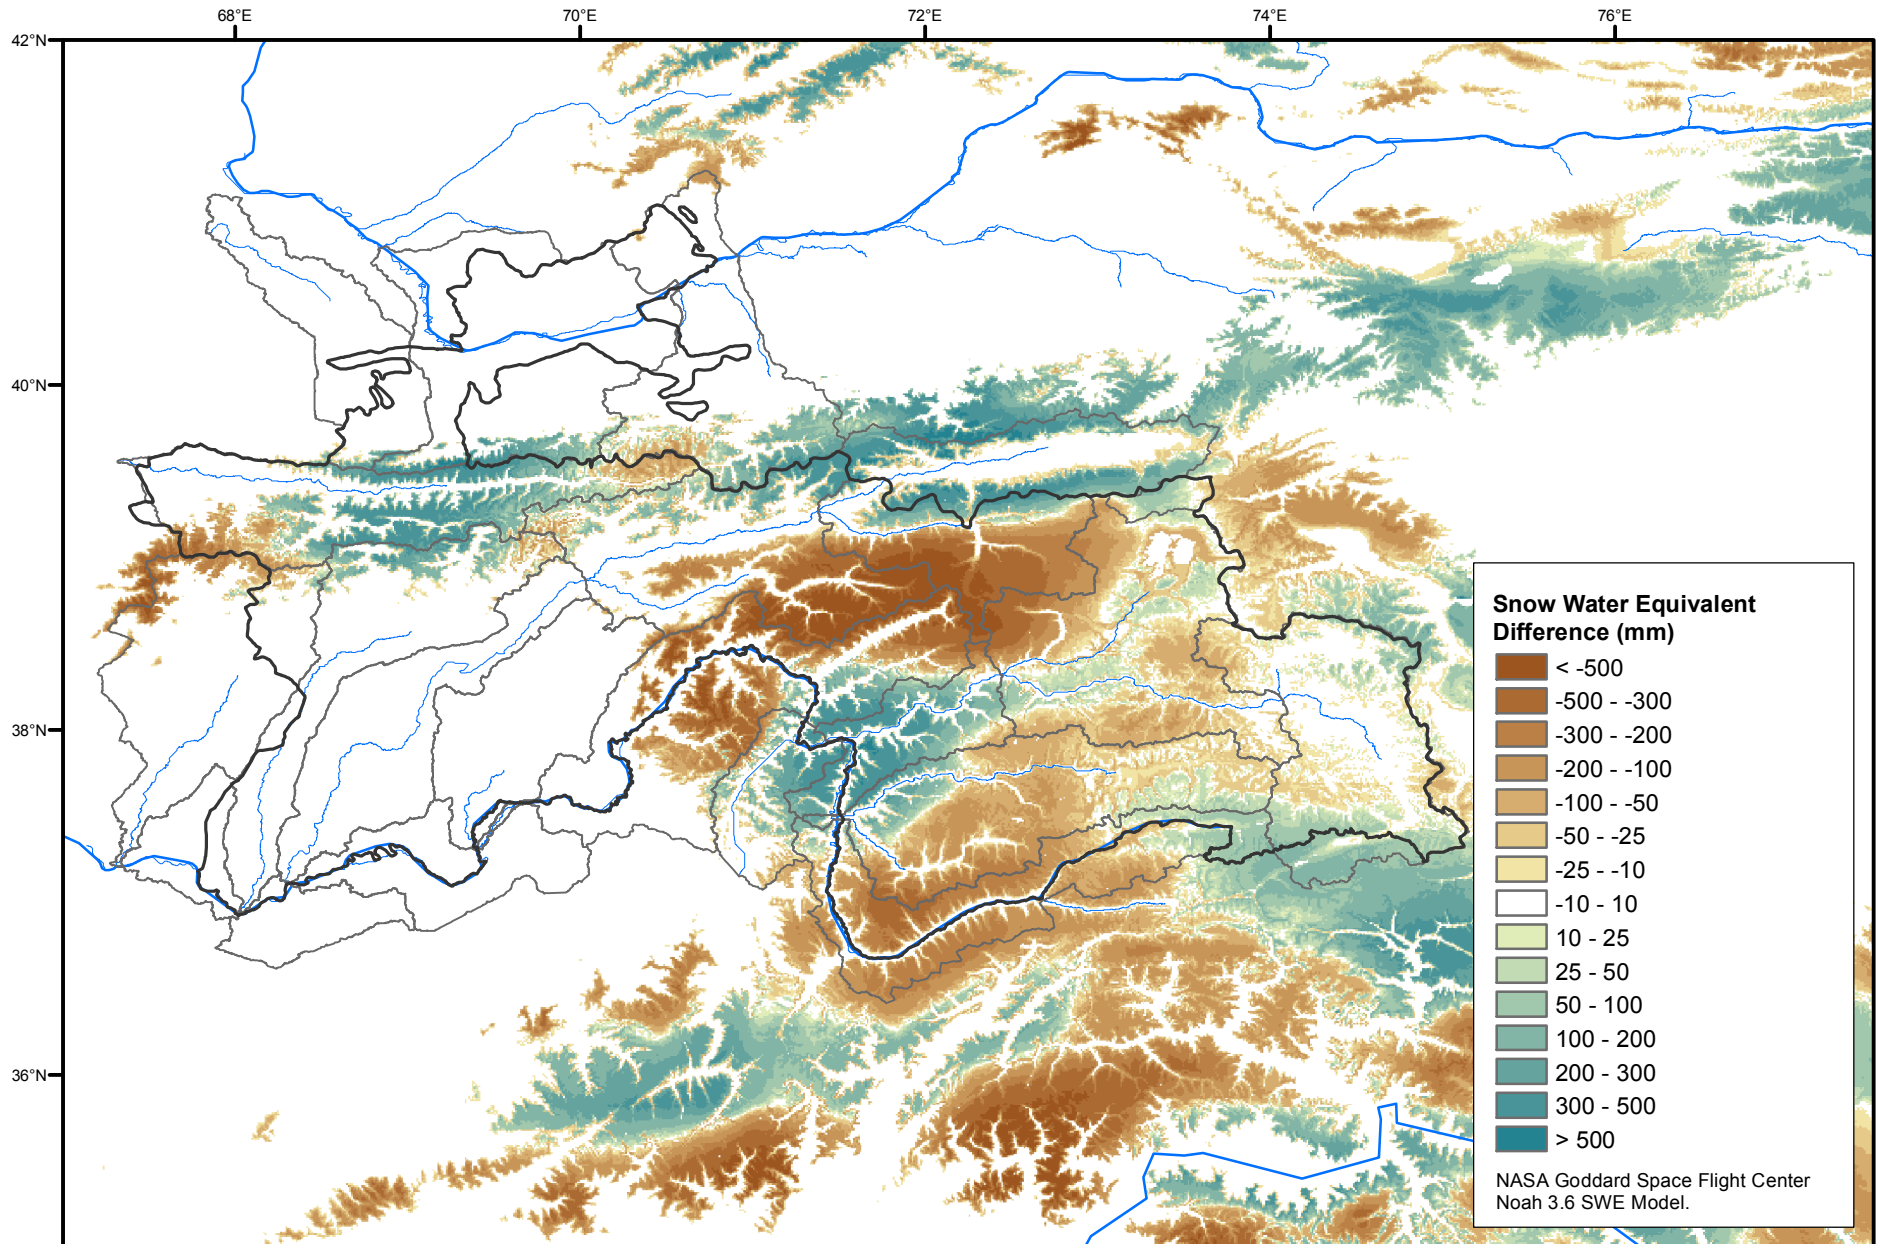 68°E
70°E
72°E
74°E
76°E
42°N
40°N
38°N
36°N
Snow Water Equivalent
Difference (mm)
< -500
-500 - -300
-300 - -200
-200 - -100
-100 - -50
-50 - -25
-25 - -10
-10 - 10
10 - 25
25 - 50
50 - 100
100 - 200
200 - 300
300 - 500
> 500
NASA Goddard Space Flight Center
Noah 3.6 SWE Model.